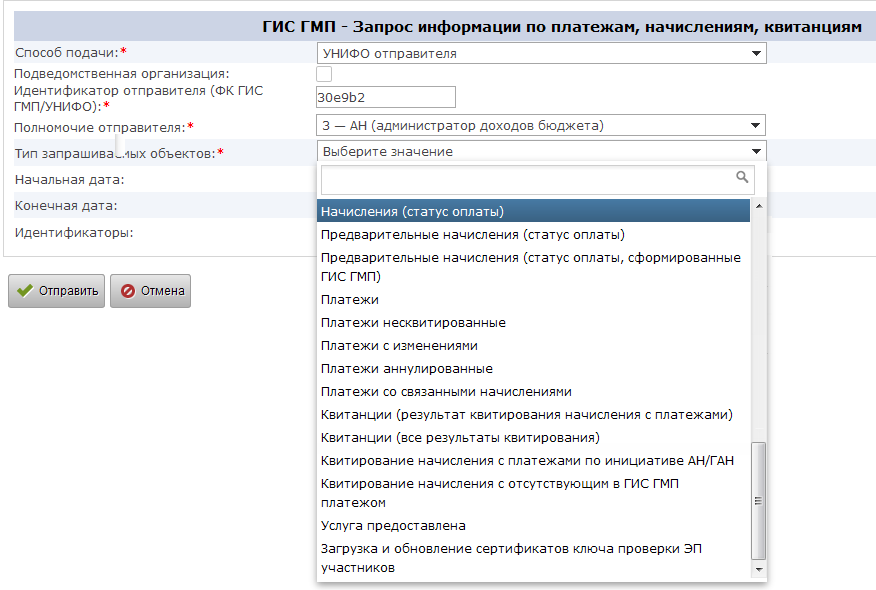 ГИС ГМП - Запрос информации по платежам, начислениям, квитанциям
Способ подачи:*
УНИФО отправителя
Подведомственная организация:
Идентификатор отправителя (ФК ГИС
ГМП/УНИФО):*
30e9b2
Полномочие отправителя:*
3 — АН (администратор доходов бюджета)
Тип запрашиваемых объектов:*
Выберите значение
Начальная дата:
Конечная дата:
Идентификаторы:
Отправить
Отмена
Начисления (статус оплаты)
Предварительные начисления (статус оплаты)
Предварительные начисления (статус оплаты, сформированные
ГИС ГМП)
Платежи
Платежи несквитированные
Платежи с изменениями
Платежи аннулированные
Платежи со связанными начислениями
Квитанции (результат квитирования начисления с платежами)
Квитанции (все результаты квитирования)
Квитирование начисления с платежами по инициативе АН/ГАН
Квитирование начисления с отсутствующим в ГИС ГМП
платежом
Услуга предоставлена
Загрузка и обновление сертификатов ключа проверки ЭП
участников